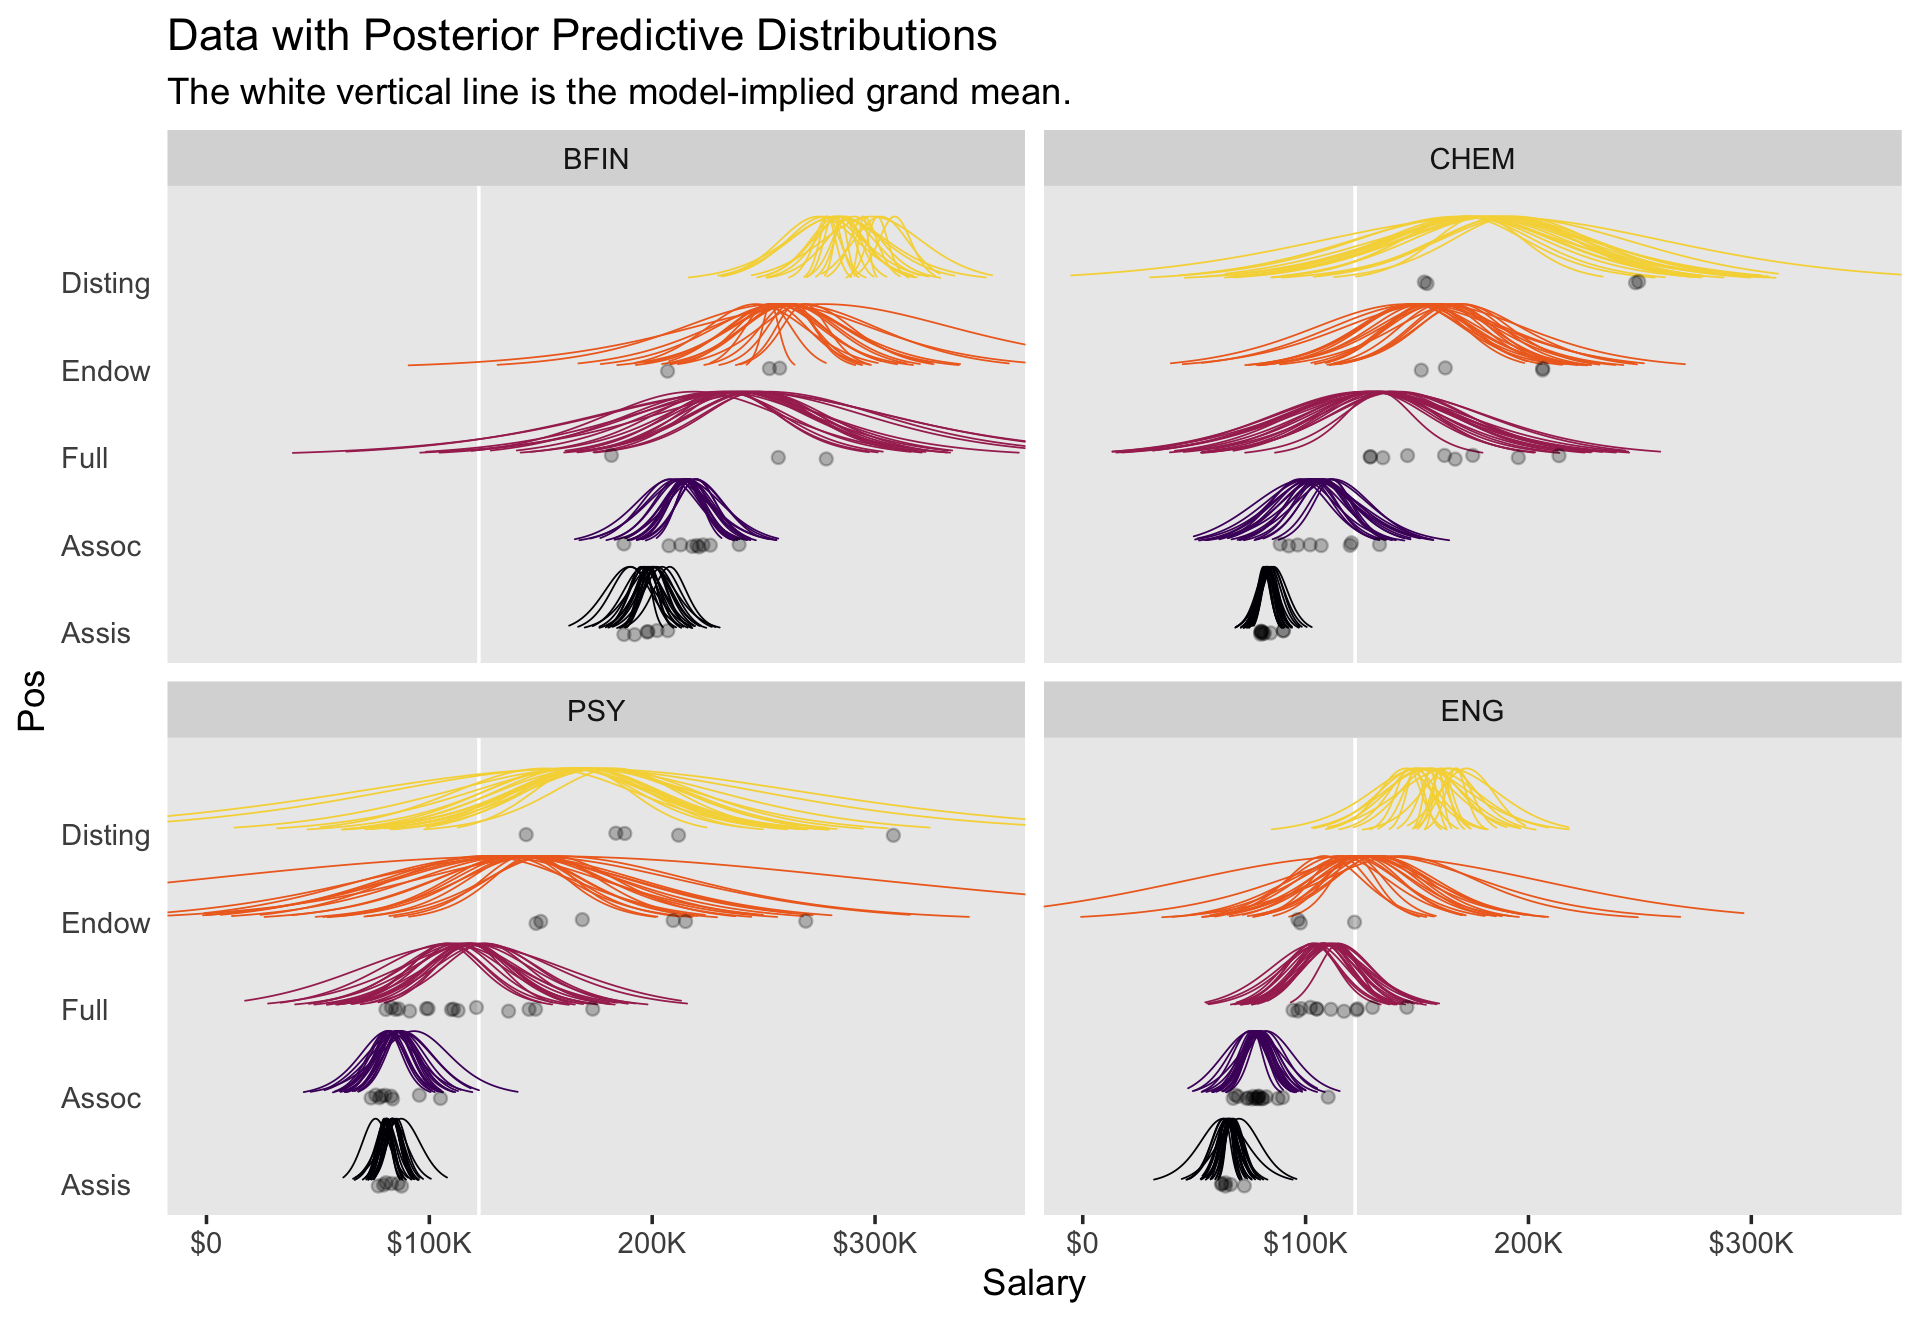 Data with Posterior Predictive Distributions
The white vertical line is the model-implied grand mean.
BFIN
CHEM
Disting
Endow
Full
Assoc
Assis
Pos
PSY
ENG
Disting
Endow
Full
Assoc
Assis
$0
$100K
200K
$300K
$0
$100K
200K
$300K
Salary